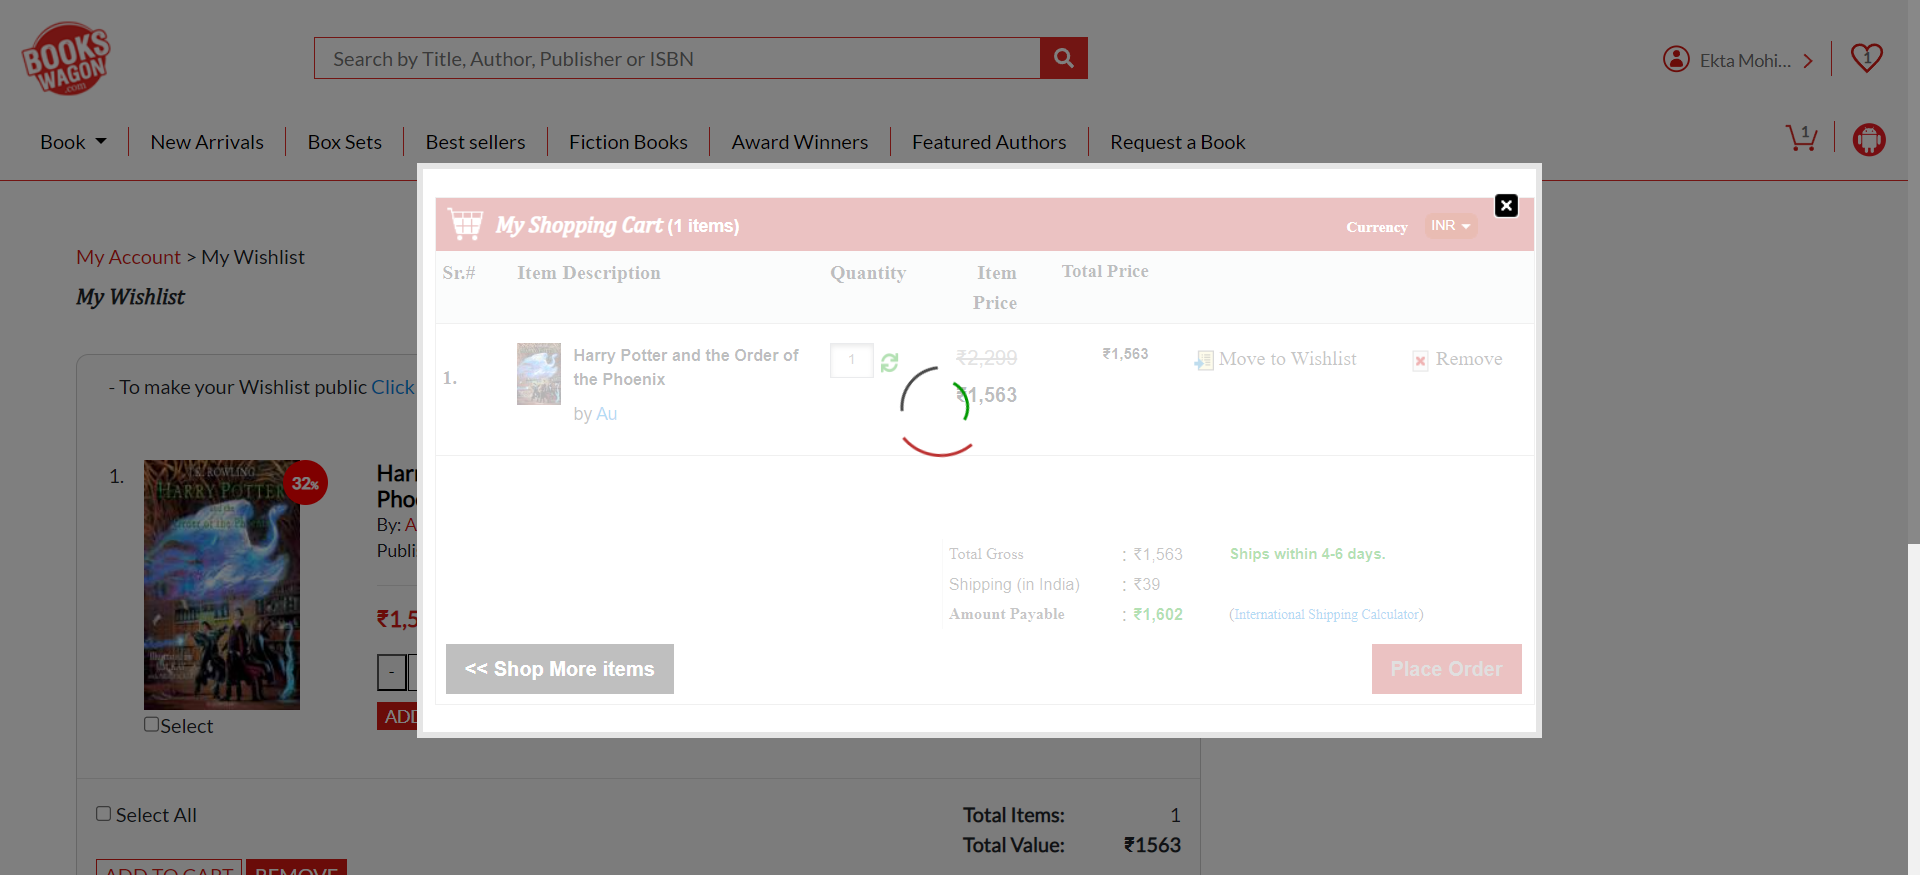 BOOKS
WAGON
.com
Search by Title, Author, Publisher or ISBN
Ekta Mohi...
1
Book
New Arrivals
Box Sets
Best sellers
Fiction Books
Award Winners
Featured Authors
Request a Book
1
My Account > My Wishlist
My Wishlist
- To make your Wishlist public Click
1.
J.K. ROWLING
HARRY POTTER
and the
Order of the Phoenix
32%
Harr
Phoe
By: A
Publi
₹1,5
-
ADD
Select
Select All
Total Items: 1
Total Value: ₹1563
ADD TO CART
REMOVE
My Shopping Cart (1 items)
Currency
INR
Sr.#
Item Description
Quantity
Item
Price
Total Price
1.
Harry Potter and the Order of
the Phoenix
by Au
1
₹2,299
₹1,563
₹1,563
Move to Wishlist
Remove
Total Gross : ₹1,563
Ships within 4-6 days.
Shipping (in India) : ₹39
Amount Payable : ₹1,602
(International Shipping Calculator)
<< Shop More items
Place Order